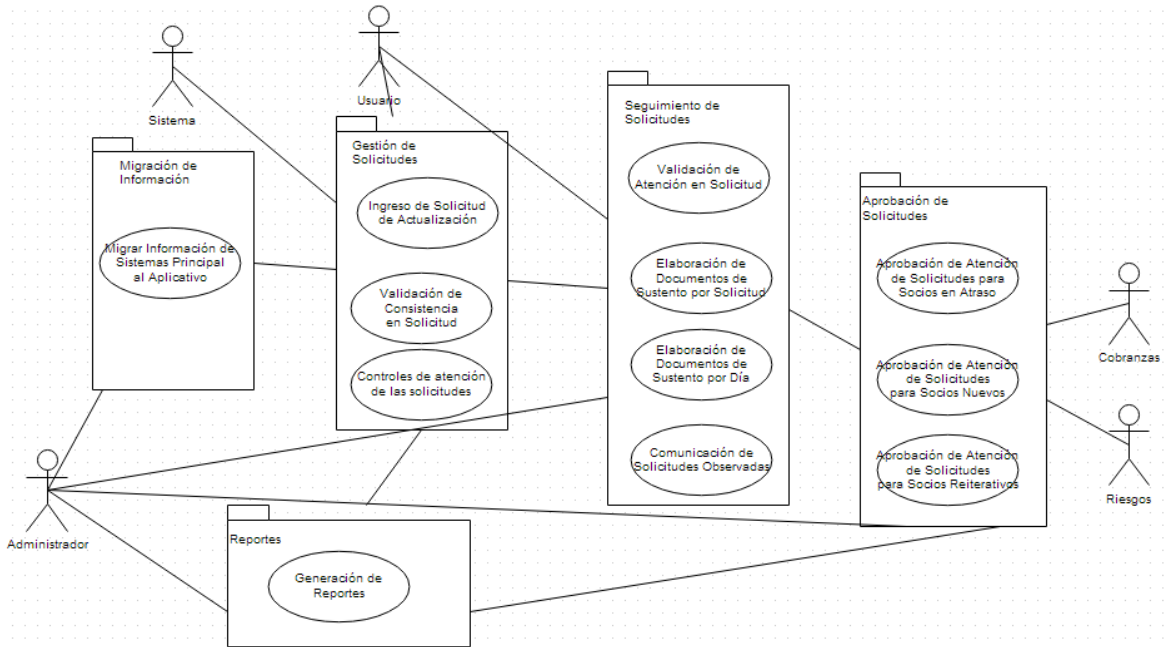 Sistema
Usuario
Migración de
Información
Migrar Información de
Sistemas Principal
al Aplicativo
Gestión de
Solicitudes
Ingreso de Solicitud
de Actualización
Validación de
Consistencia
en Solicitud
Controles de atención
de las solicitudes
Seguimiento de
Solicitudes
Validación de
Atención en Solicitud
Elaboración de
Documentos de
Sustento por Solicitud
Elaboración de
Documentos de
Sustento por Día
Comunicación de
Solicitudes Observadas
Aprobación de
Solicitudes
Aprobación de Atención
de Solicitudes para
Socios en Atraso
Aprobación de Atención
de Solicitudes
para Socios Nuevos
Aprobación de Atención
de Solicitudes
para Socios Reiterativos
Cobranzas
Riesgos
Administrador
Reportes
Generación de
Reportes